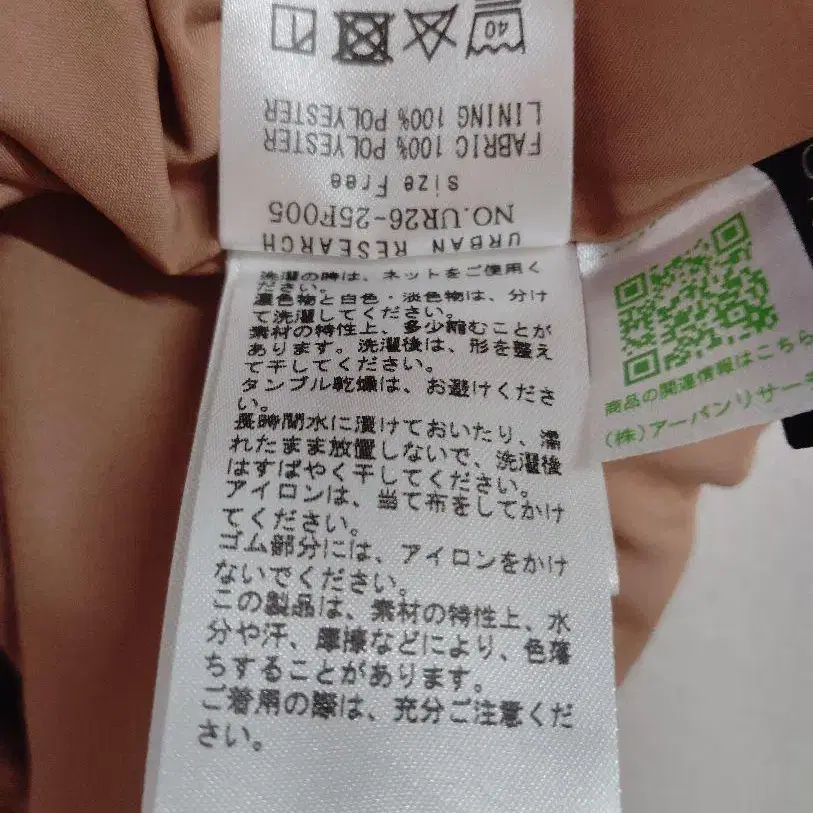 40
LINING 100% POLYESTER
FABRIC 100% POLYESTER
size Free
NO.UR26-25F005
URBAN RESEARCH
洗濯の時は、ネットをご使用く
ださい。
濃色物と白色・淡色物は、分け
て洗濯してください。
素材の特性上、多少縮むことが
あります。洗濯後は、形を整え
て干してください。
タンブル乾燥は、お避けくださ
い。
長時間水に漬けておいたり、濡
れたまま放置しないで、洗濯後
はすばやく干してください。
アイロンは、当て布をしてかけ
てください。
ゴム部分には、アイロンをかけ
ないでください。
この製品は、素材の特性上、水
分や汗、摩擦などにより、色落
ちすることがあります。
ご着用の際は、充分ご注意くだ
さい。
商品の関連情報はこちら
(株)アーバンリサーチ